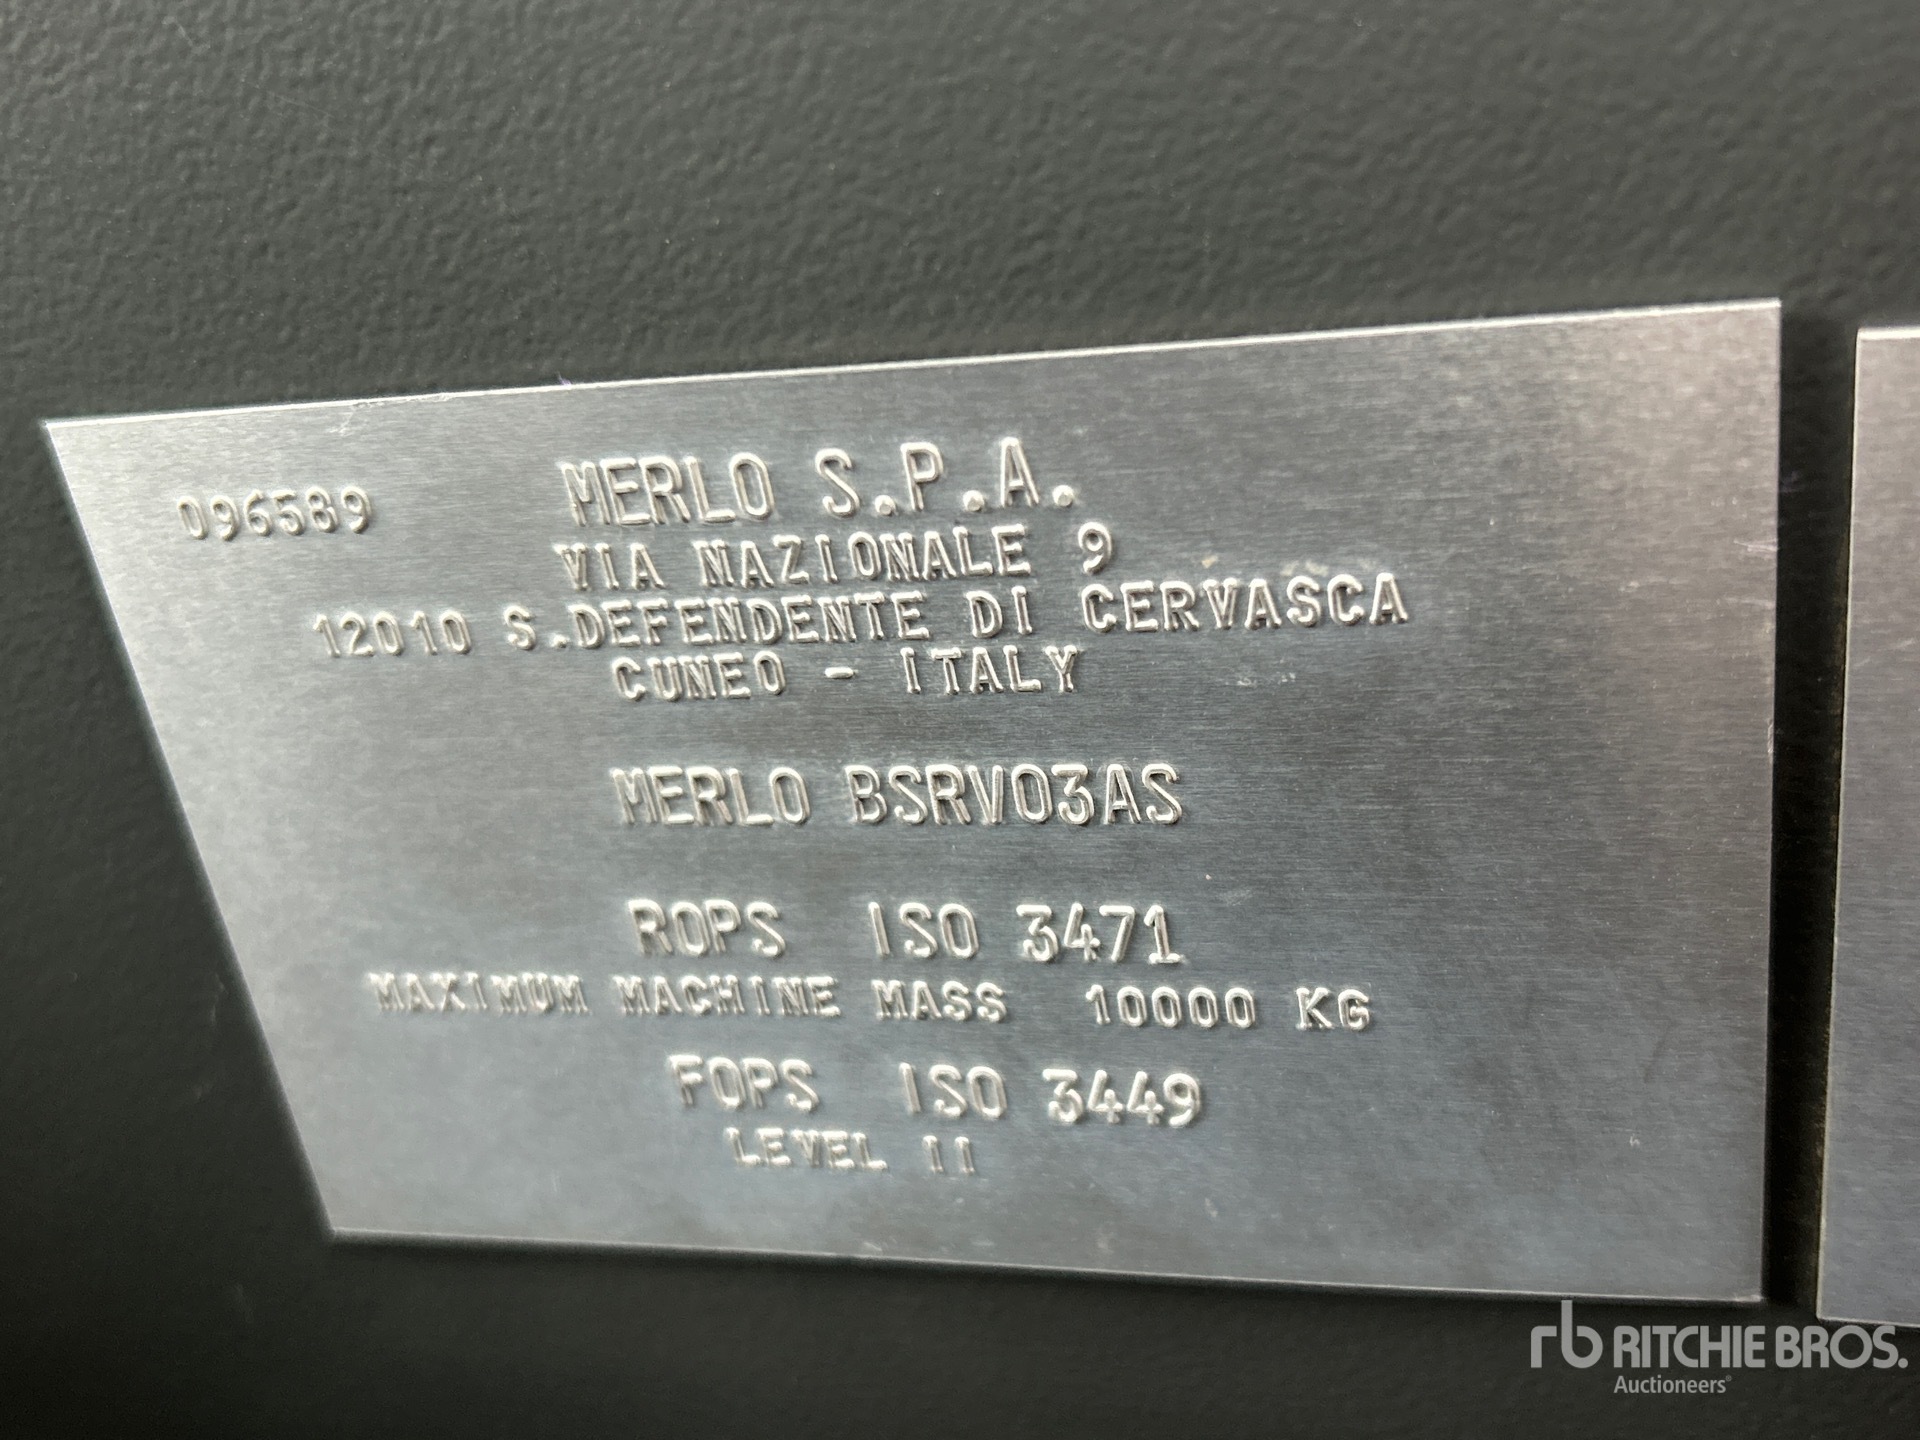 096589
MERLO S.P.A.
VIA NAZIONALE 9
12010 S.DEFENDENTE DI CERVASCA
CUNEO - ITALY
MERLO BSRV03AS
ROPS ISO 3471
MAXIMUM MACHINE MASS 10000 KG
FOPS ISO 3449
LEVEL II
rb RITCHIE BROS.
Auctioneers